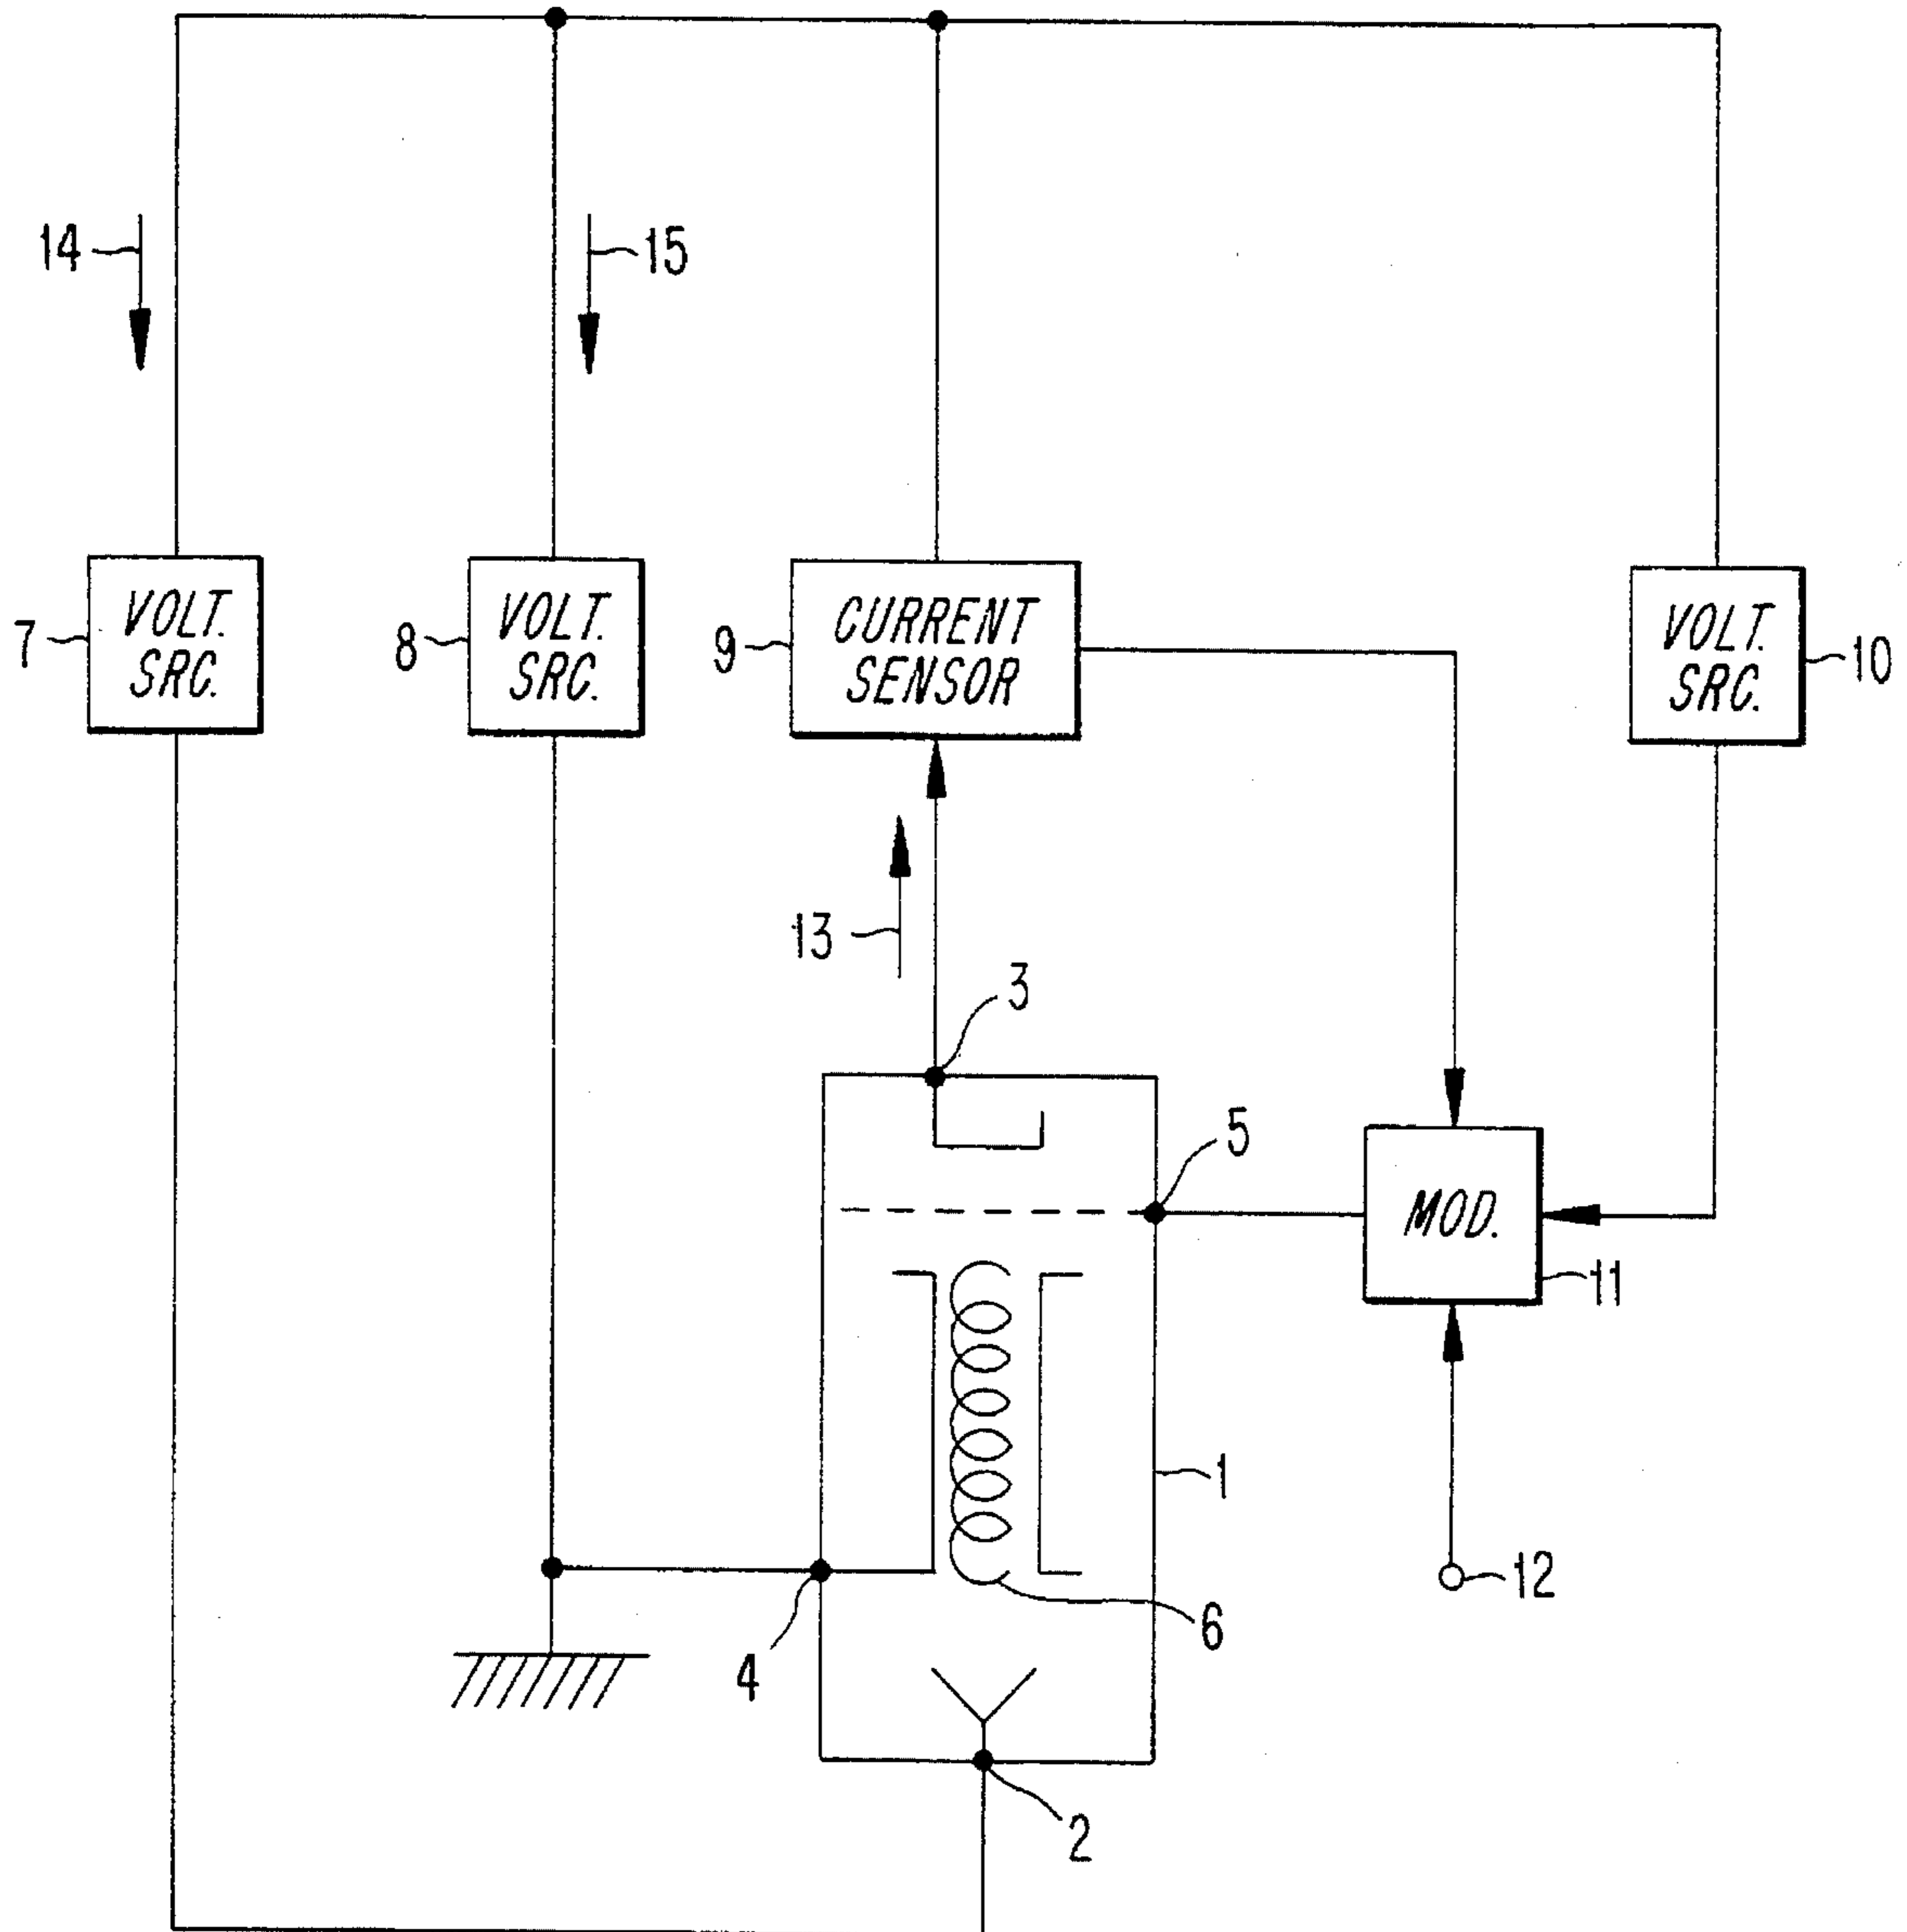 14
15
7
VOLT.
SRC.
8
VOLT.
SRC.
9
CURRENT
SENSOR
VOLT.
SRC.
10
13
3
5
MOD.
11
1
12
6
4
2